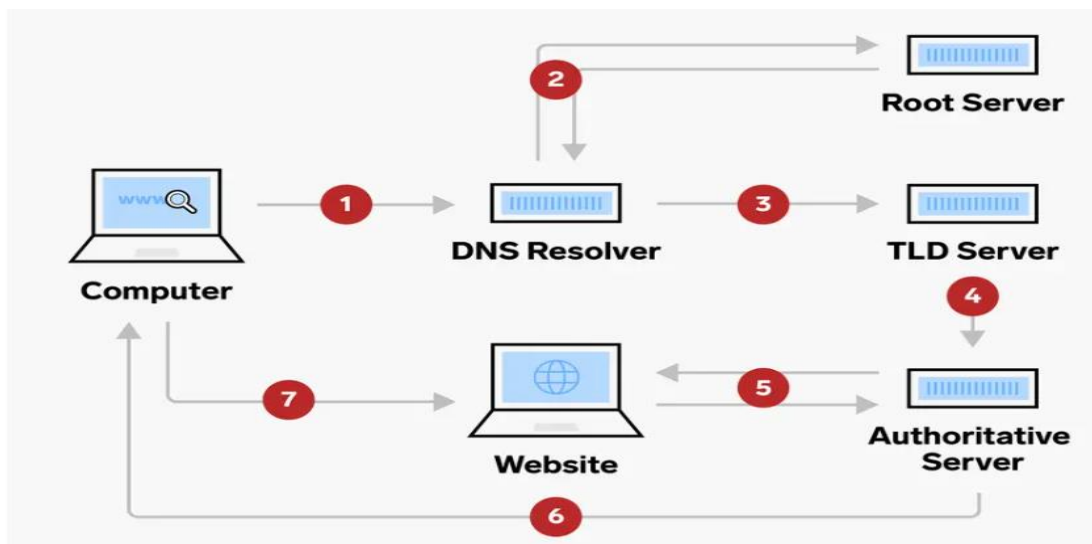 2
Root Server
www
1
3
DNS Resolver
TLD Server
Computer
4
5
7
Authoritative
Server
Website
6